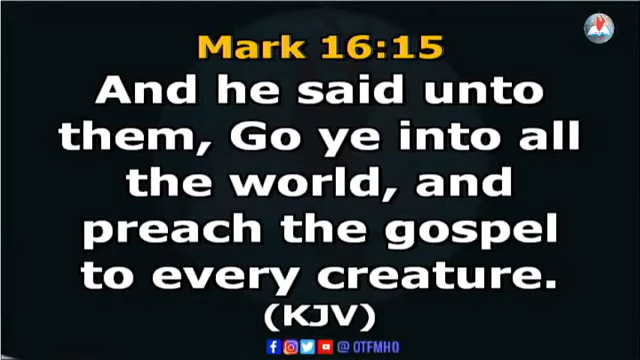 Mark 16:15
And he said unto
them, Go ye into all
the world, and
preach the gospel
to every creature.
(KJV)
@ OTFMHQ